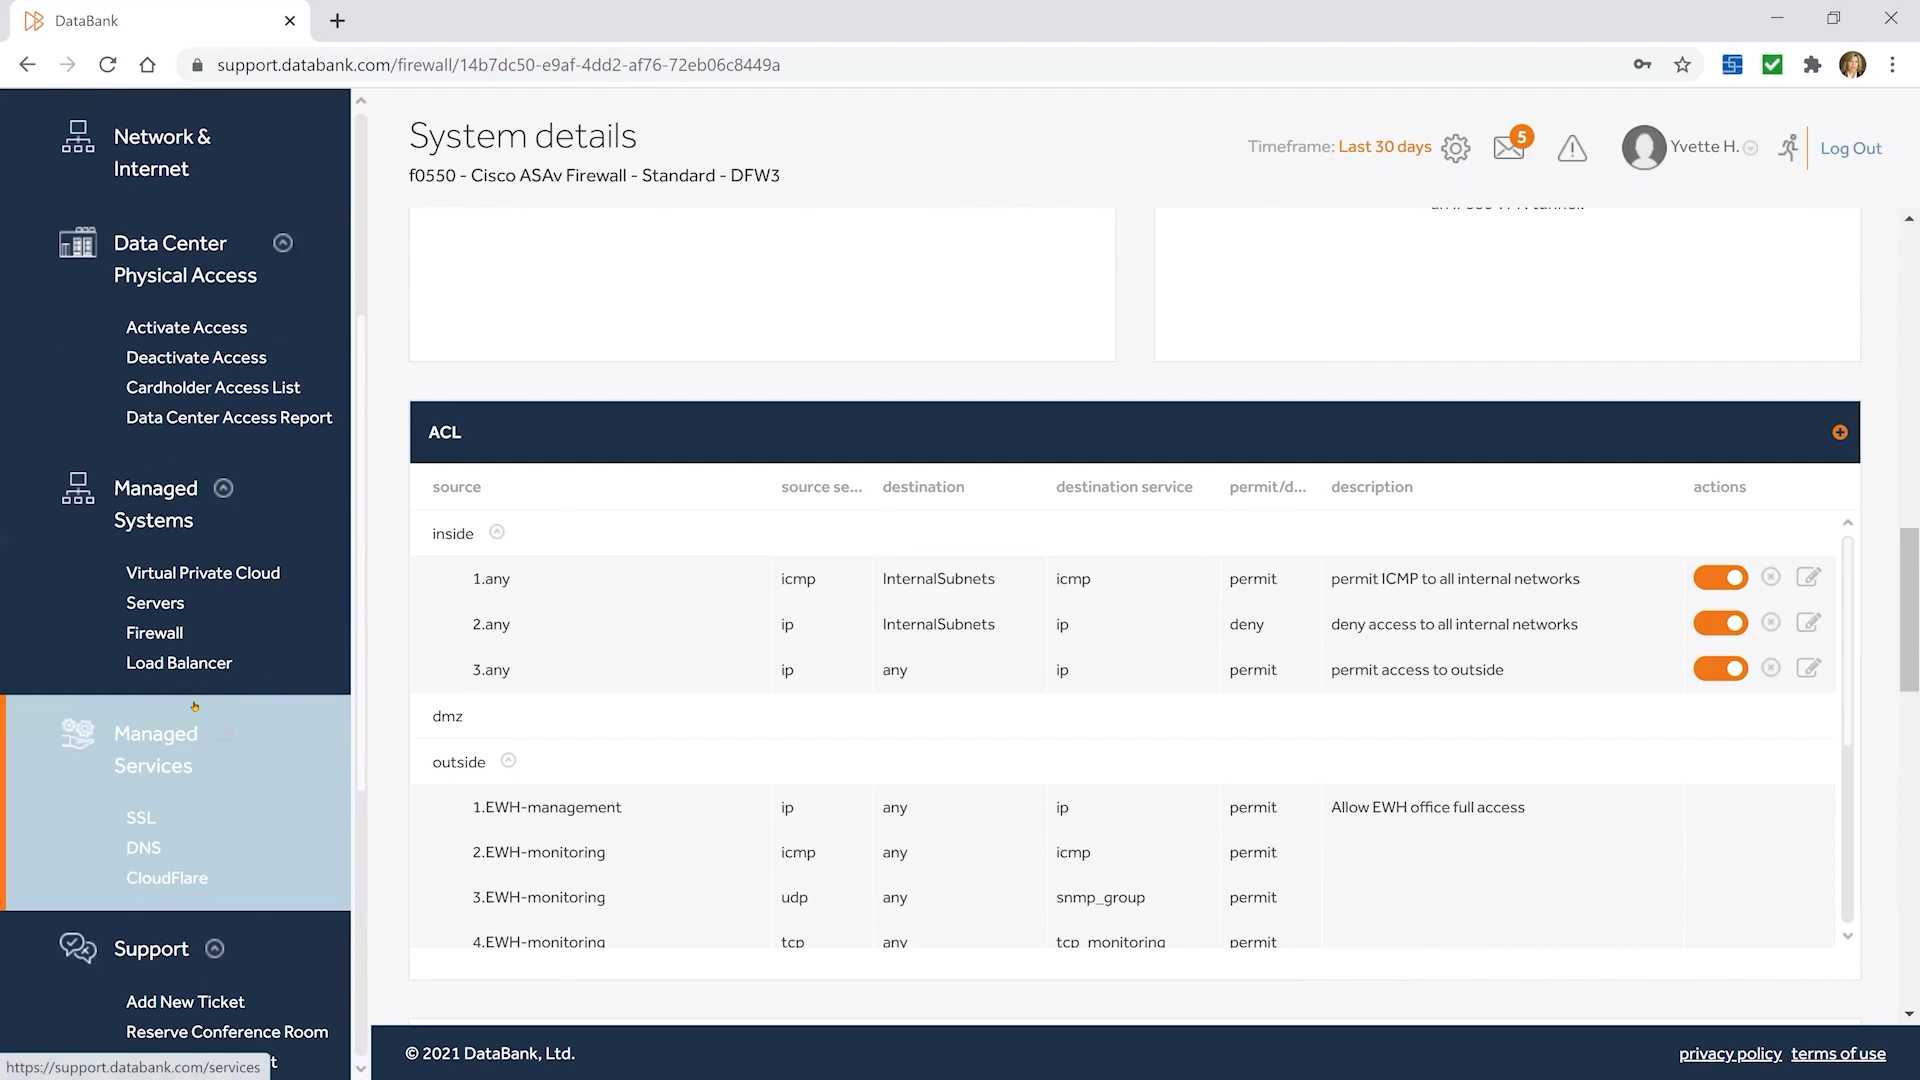 DataBank
support.databank.com/firewall/14b7dc50-e9af-4dd2-af76-72eb06c8449a
Network &
Internet
Data Center
Physical Access
Activate Access
Deactivate Access
Cardholder Access List
Data Center Access Report
Managed
Systems
Virtual Private Cloud
Servers
Firewall
Load Balancer
Managed
Services
SSL
DNS
CloudFlare
Support
Add New Ticket
Reserve Conference Room
https://support.databank.com/services
System details
f0550 - Cisco ASAv Firewall - Standard - DFW3
Timeframe: Last 30 days
5
Yvette H.
Log Out
ACL
source source se... destination destination service permit/d... description actions
inside
1.any icmp InternalSubnets icmp permit permit ICMP to all internal networks
2.any ip InternalSubnets ip deny deny access to all internal networks
3.any ip any ip permit permit access to outside
dmz
outside
1.EWH-management ip any ip permit Allow EWH office full access
2.EWH-monitoring icmp any icmp permit
3.EWH-monitoring udp any snmp_group permit
4.EWH-monitoring tcp any tcp_monitoring permit
© 2021 DataBank, Ltd.
privacy policy terms of use